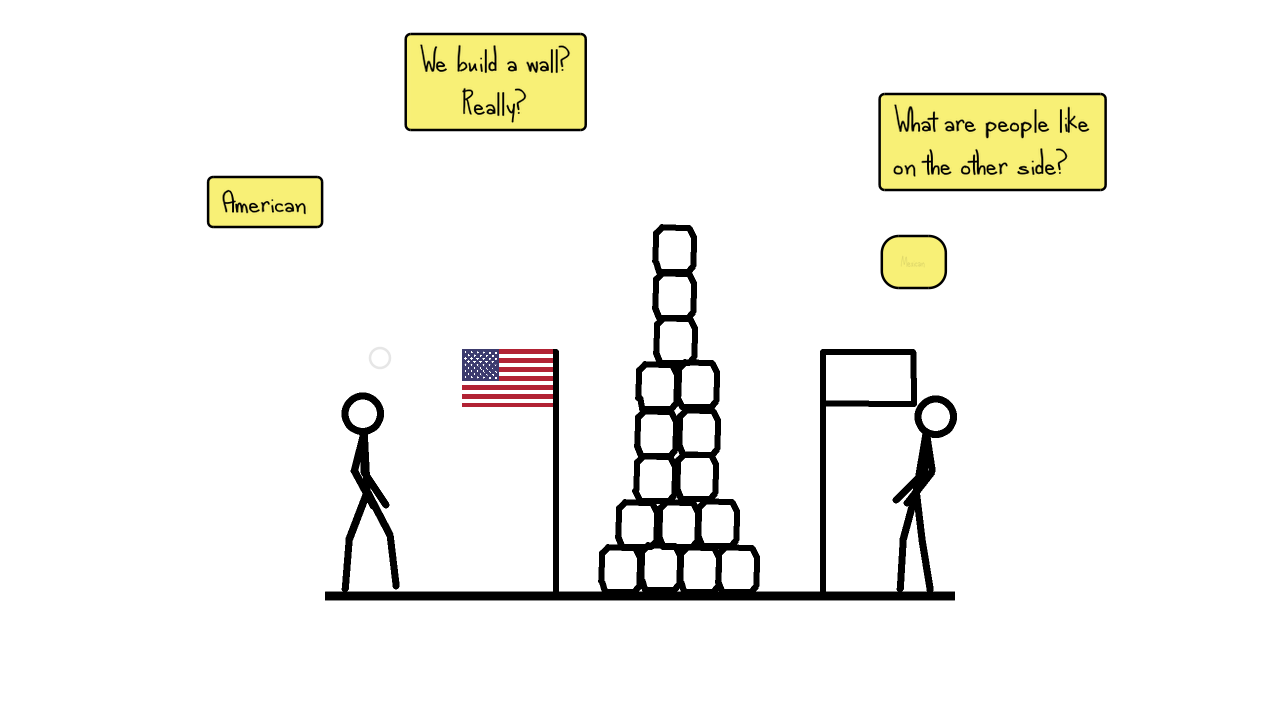 We build a wall?
Really?
What are people like
on the other side?
American